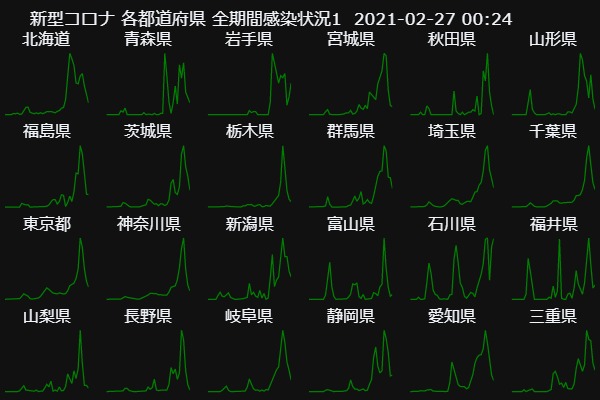 新型コロナ 各都道府県 全期間感染状況1 2021-02-27 00:24
北海道 青森県 岩手県 宮城県 秋田県 山形県
福島県 茨城県 栃木県 群馬県 埼玉県 千葉県
東京都 神奈川県 新潟県 富山県 石川県 福井県
山梨県 長野県 岐阜県 静岡県 愛知県 三重県